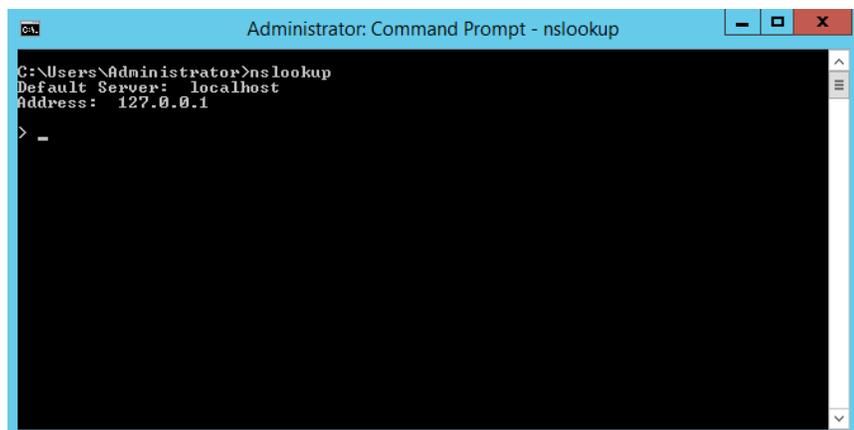 Administrator: Command Prompt - nslookup
C:\Users\Administrator>nslookup
Default Server:  localhost
Address:  127.0.0.1
> _